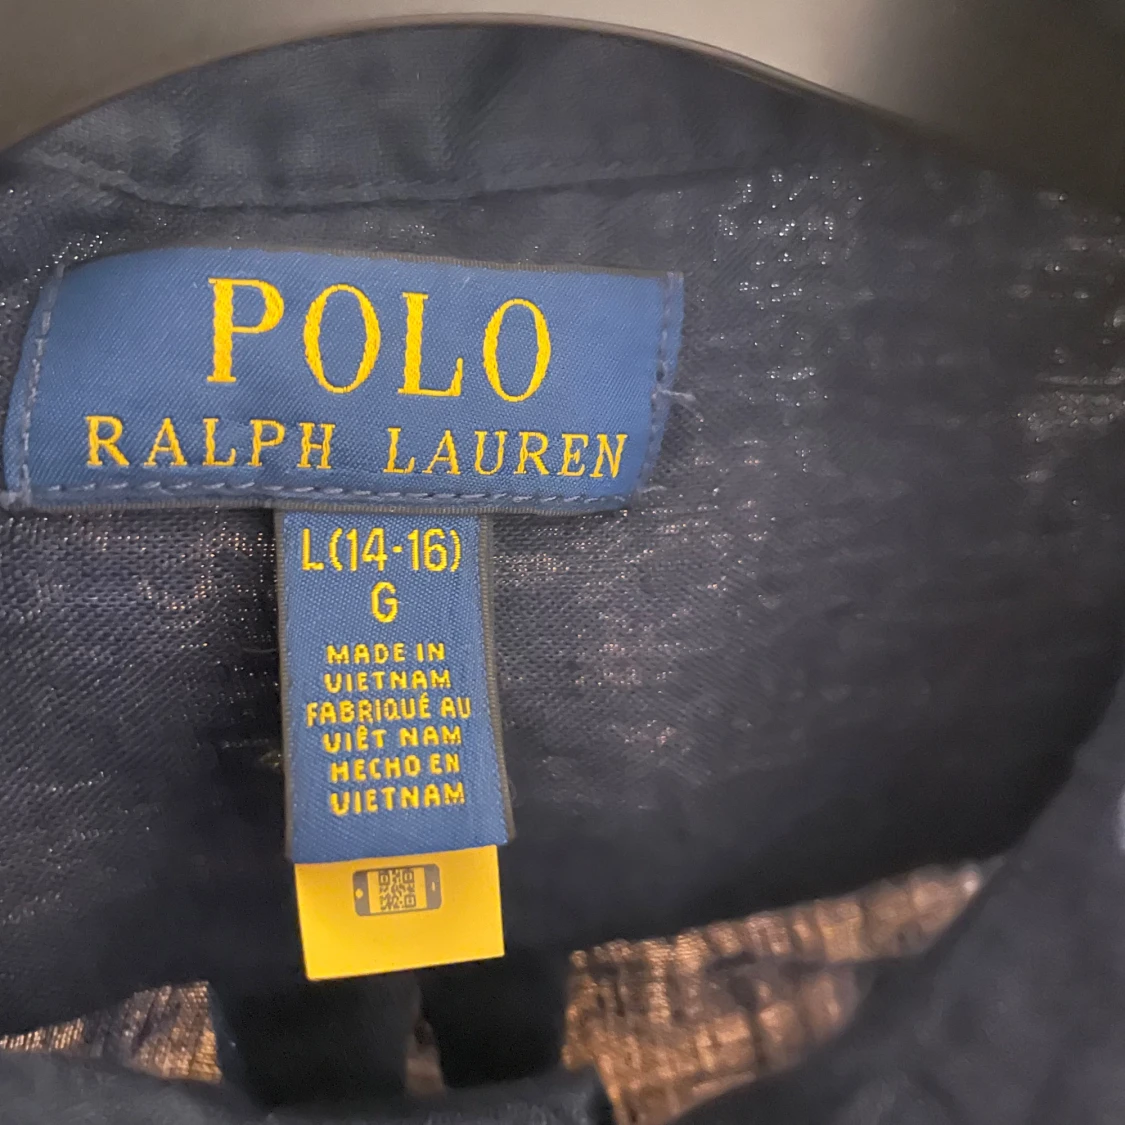 POLO
RALPH LAUREN
L(14-16)
G
MADE IN
VIETNAM
FABRIQUÉ AU
VIÊT NAM
HECHO EN
VIETNAM